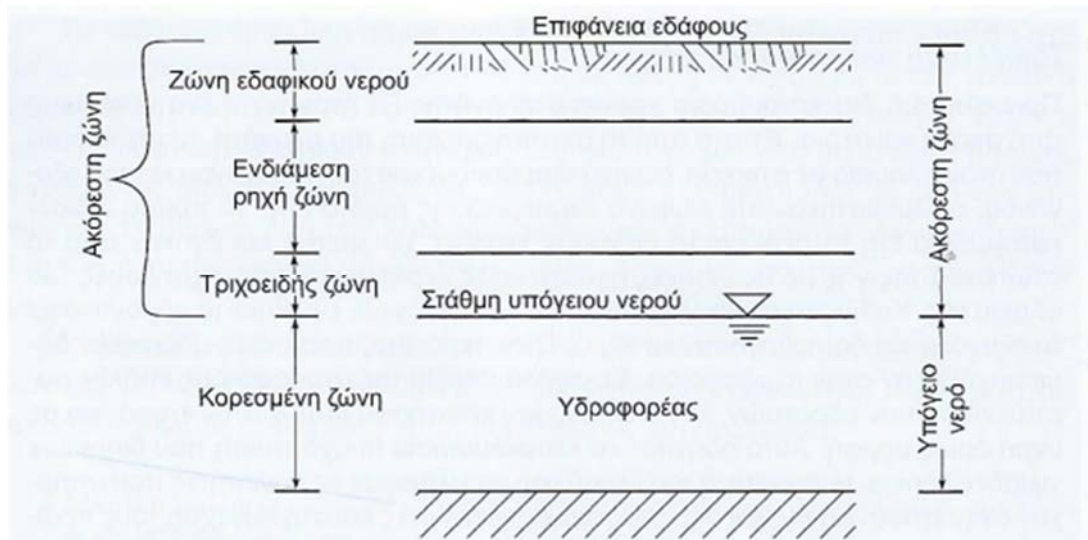 Επιφάνεια εδάφους
Ακόρεστη ζώνη
Ζώνη εδαφικού νερού
Ενδιάμεση
ρηχή ζώνη
Τριχοειδής ζώνη
Στάθμη υπόγειου νερού
Ακόρεστη ζώνη
Κορεσμένη ζώνη
Υδροφορέας
Υπόγειο
νερό